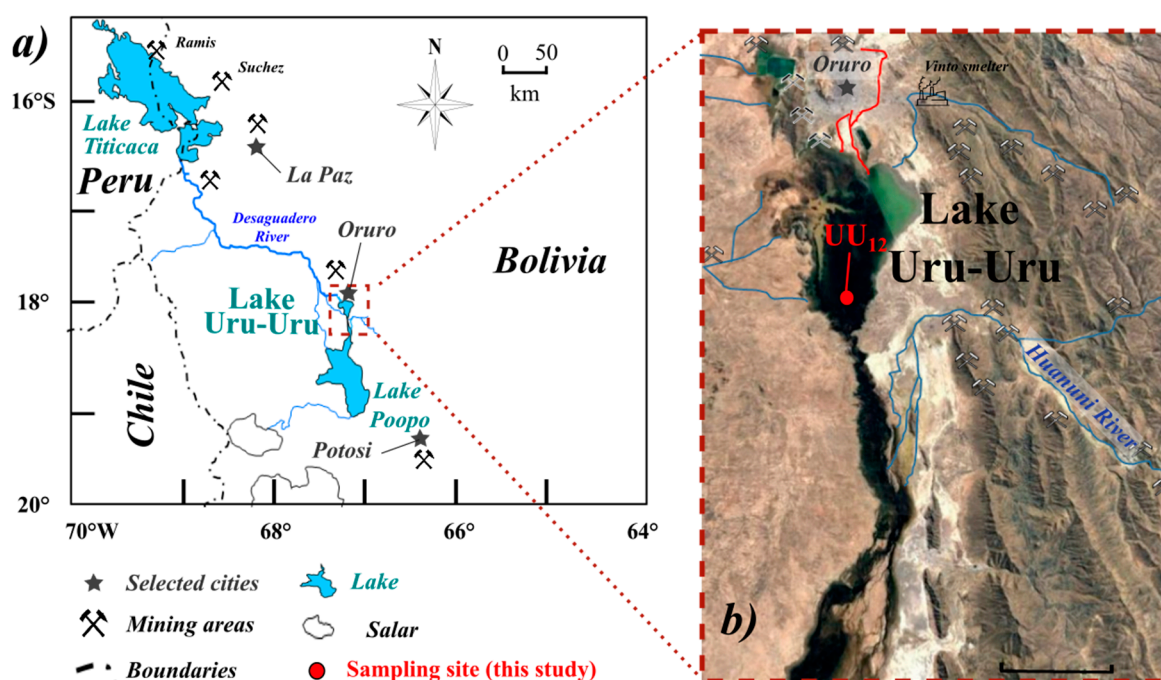 a)
Ramis
Suchez
N
0 50
km
16°S
Lake
Titicaca
Peru
La Paz
Desaguadero
River
Oruro
Bolivia
18°
Lake
Uru-Uru
Chile
Lake
Poopo
Potosi
20°
70°W
68°
66°
64°
Selected cities
Lake
Mining areas
Salar
Boundaries
Sampling site (this study)
Oruro
Vinto smelter
Lake
Uru-Uru
UU12
Huanuni River
b)